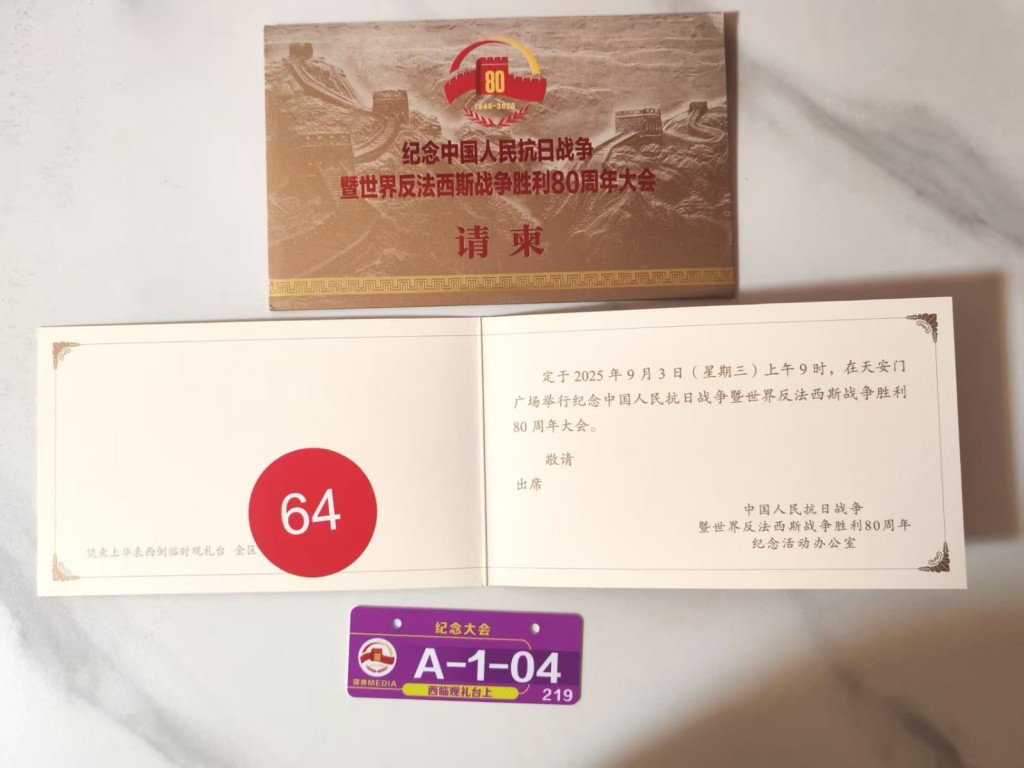 80
1945-2025
纪念中国人民抗日战争
暨世界反法西斯战争胜利80周年大会
请柬
定于 2025 年 9 月 3 日（星期三）上午 9 时，在天安门
广场举行纪念中国人民抗日战争暨世界反法西斯战争胜利
80 周年大会。
敬请
出席
中国人民抗日战争
暨世界反法西斯战争胜利80周年
纪念活动办公室
64
凭柬上华表西侧临时观礼台 金区
纪念大会
A-1-04
媒体MEDIA
西临观礼台上
219